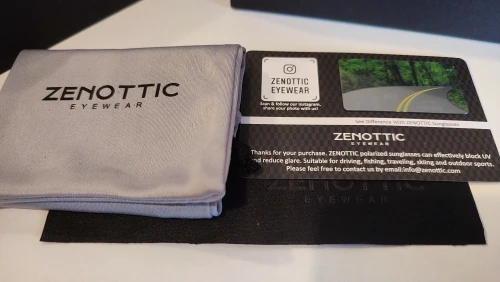 ZENOTTIC
EYEWEAR
ZENOTTIC
EYEWEAR
Scan & follow our Instagram,
share your photo with us!
See Difference With ZENOTTIC Sunglasses
ZENOTTIC
EYEWEAR
Thanks for your purchase. ZENOTTIC polarized sunglasses can effectively block UV
and reduce glare. Suitable for driving, fishing, traveling, skiing and outdoor sports.
Please feel free to contact us by email:info@zenottic.com
ZENOTTIC
EYEWEAR